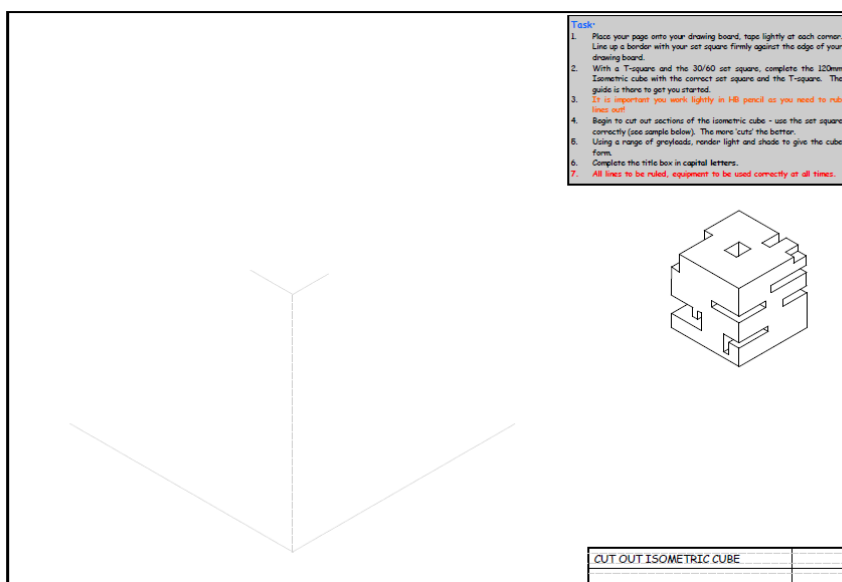 Task-
1. Place your page onto your drawing board, tape lightly at each corner.
Line up a border with your set square firmly against the edge of your
drawing board.
2. With a T-square and the 30/60 set square, complete the 120mm
Isometric cube with the correct set square and the T-square. The
guide is there to get you started.
3. It is important you work lightly in HB pencil as you need to rub
lines out!
4. Begin to cut out sections of the isometric cube - use the set square
correctly (see sample below). The more 'cuts' the better.
5. Using a range of greyleads, render light and shade to give the cube
form.
6. Complete the title box in capital letters.
7. All lines to be ruled, equipment to be used correctly at all times.
CUT OUT ISOMETRIC CUBE